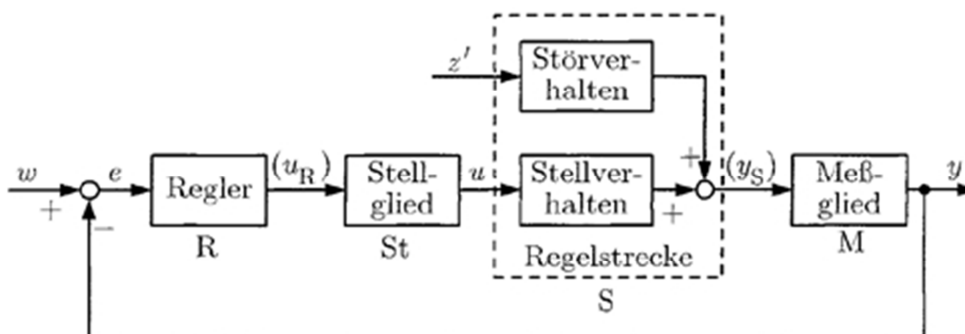 z′
Störver-
halten
w
+
−
e
Regler
R
(u_R)
Stell-
glied
St
u
Stellver-
halten
+
+
Regelstrecke
S
(y_S)
Meß-
glied
M
y